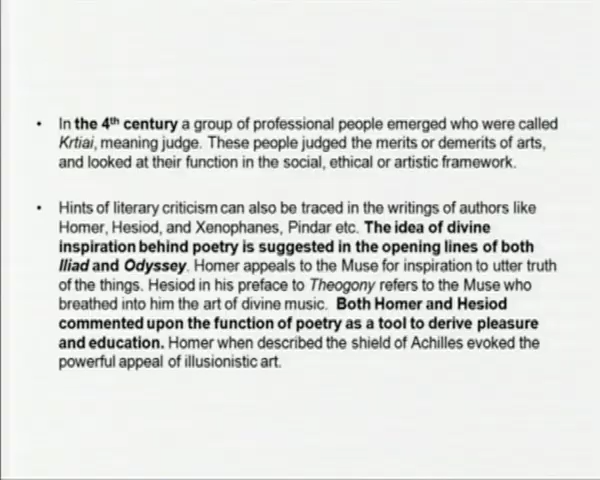 • In the 4th century a group of professional people emerged who were called
Krtiai, meaning judge. These people judged the merits or demerits of arts,
and looked at their function in the social, ethical or artistic framework.
• Hints of literary criticism can also be traced in the writings of authors like
Homer, Hesiod, and Xenophanes, Pindar etc. The idea of divine
inspiration behind poetry is suggested in the opening lines of both
Iliad and Odyssey. Homer appeals to the Muse for inspiration to utter truth
of the things. Hesiod in his preface to Theogony refers to the Muse who
breathed into him the art of divine music. Both Homer and Hesiod
commented upon the function of poetry as a tool to derive pleasure
and education. Homer when described the shield of Achilles evoked the
powerful appeal of illusionistic art.